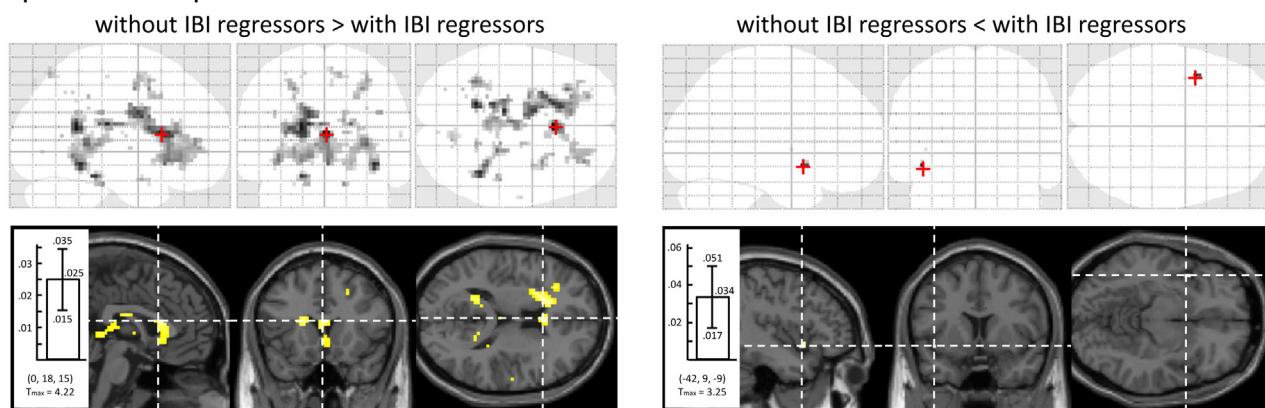 without IBI regressors > with IBI regressors
without IBI regressors < with IBI regressors
.035
.03
.025
.02
.015
.01
(0, 18, 15)
Tmax = 4.22
.06
.051
.04
.034
.02
.017
(-42, 9, -9)
Tmax = 3.25